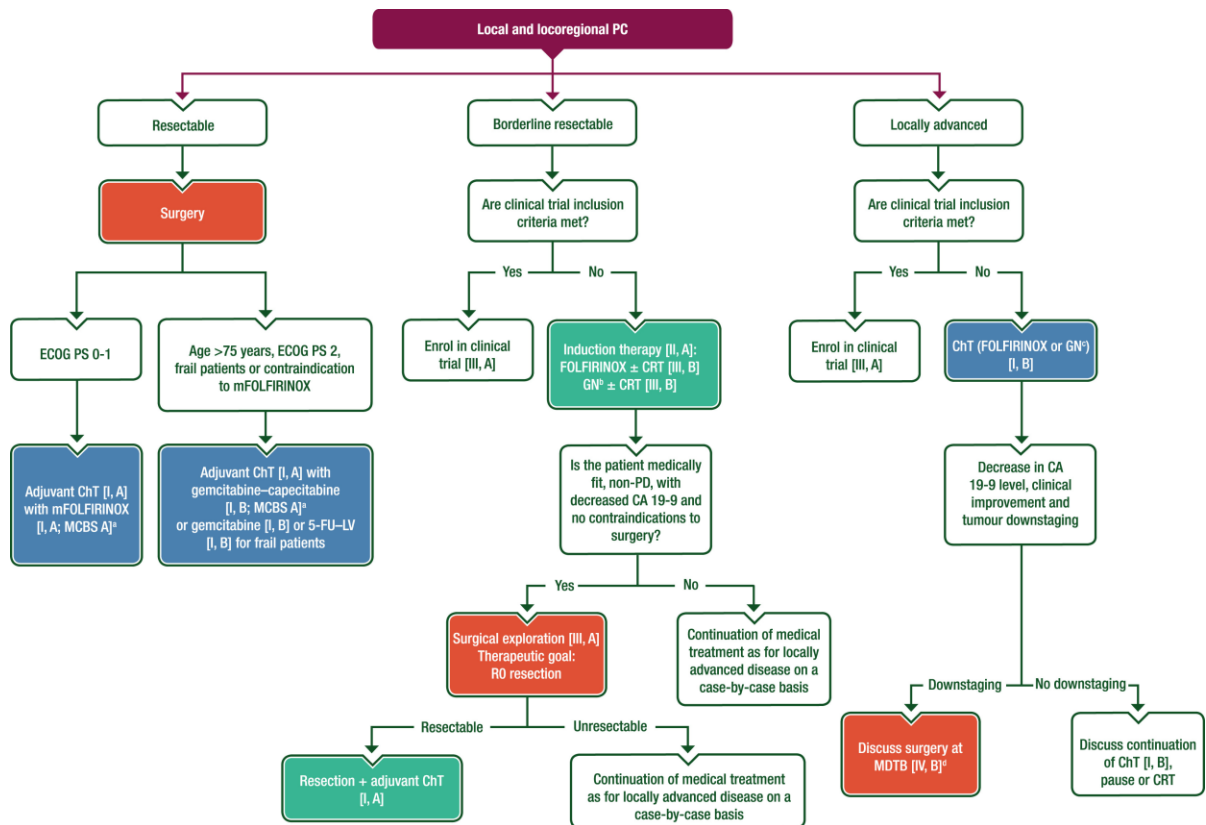 Local and locoregional PC
Resectable
Borderline resectable
Locally advanced
Surgery
Are clinical trial inclusion
criteria met?
Are clinical trial inclusion
criteria met?
Yes
No
Yes
No
ECOG PS 0-1
Age >75 years, ECOG PS 2,
frail patients or contraindication
to mFOLFIRINOX
Enrol in clinical
trial [III, A]
Induction therapy [II, A]:
FOLFIRINOX ± CRT [III, B]
GNᵇ ± CRT [III, B]
Enrol in clinical
trial [III, A]
ChT (FOLFIRINOX or GNᶜ)
[I, B]
Adjuvant ChT [I, A]
with mFOLFIRINOX
[I, A; MCBS A]ᵃ
Adjuvant ChT [I, A] with
gemcitabine–capecitabine
[I, B; MCBS A]ᵃ
or gemcitabine [I, B] or 5-FU–LV
[I, B] for frail patients
Is the patient medically
fit, non-PD, with
decreased CA 19-9 and
no contraindications to
surgery?
Decrease in CA
19-9 level, clinical
improvement and
tumour downstaging
Yes
No
Surgical exploration [III, A]
Therapeutic goal:
R0 resection
Continuation of medical
treatment as for locally
advanced disease on a
case-by-case basis
Downstaging
No downstaging
Resectable
Unresectable
Discuss surgery at
MDTB [IV, B]ᵈ
Discuss continuation
of ChT [I, B],
pause or CRT
Resection + adjuvant ChT
[I, A]
Continuation of medical treatment
as for locally advanced disease on a
case-by-case basis